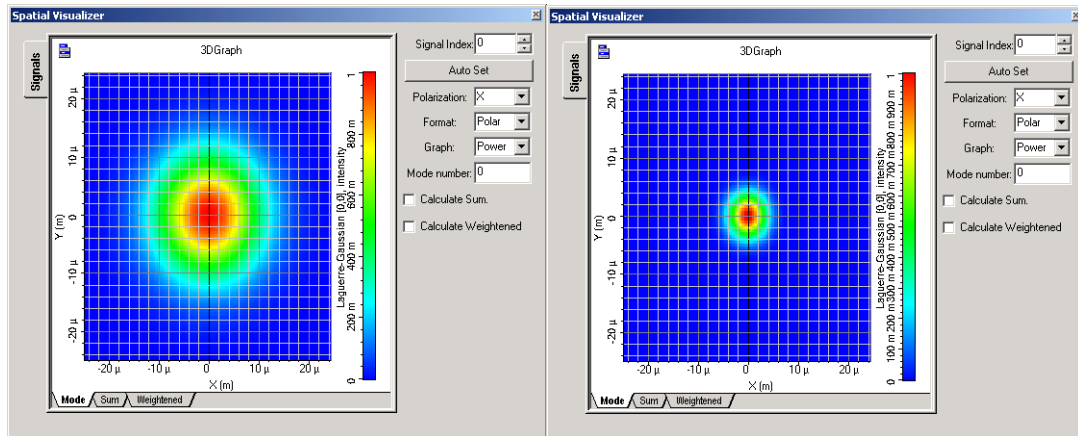 Spatial Visualizer
Signals
3DGraph
Y (m)
20 µ
10 µ
0
-10 µ
-20 µ
-20 µ -10 µ 0 10 µ 20 µ
X (m)
Laguerre-Gaussian [0,0], intensity
0 200 m 400 m 600 m 800 m 1
Signal Index: 0
Auto Set
Polarization: X
Format: Polar
Graph: Power
Mode number: 0
Calculate Sum.
Calculate Weightened
Mode Sum Weightened
Spatial Visualizer
Signals
3DGraph
Y (m)
20 µ
10 µ
0
-10 µ
-20 µ
-20 µ -10 µ 0 10 µ 20 µ
X (m)
Laguerre-Gaussian [0,0], intensity
0 100 m 200 m 300 m 400 m 500 m 600 m 700 m 800 m 900 m 1
Signal Index: 0
Auto Set
Polarization: X
Format: Polar
Graph: Power
Mode number: 0
Calculate Sum.
Calculate Weightened
Mode Sum Weightened